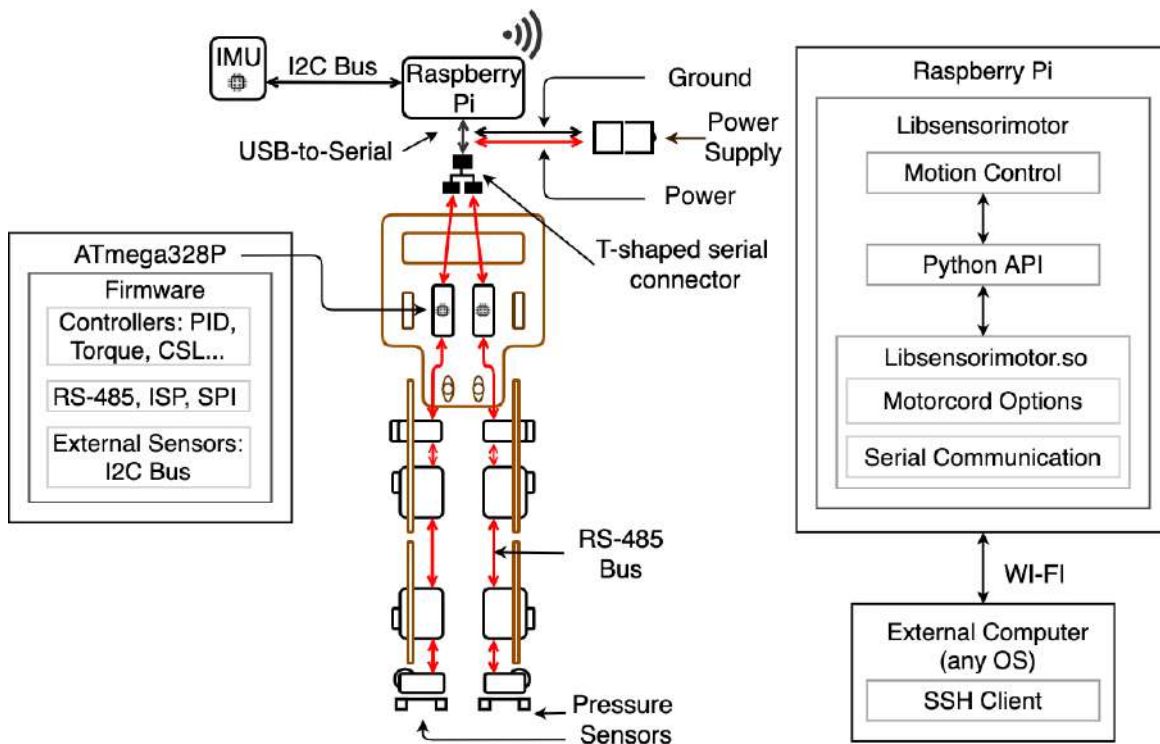 IMU
I2C Bus
Raspberry
Pi
USB-to-Serial
Ground
Power
Supply
Power
T-shaped serial
connector
ATmega328P
Firmware
Controllers: PID,
Torque, CSL...
RS-485, ISP, SPI
External Sensors:
I2C Bus
RS-485
Bus
Pressure
Sensors
Raspberry Pi
Libsensorimotor
Motion Control
Python API
Libsensorimotor.so
Motorcord Options
Serial Communication
WI-FI
External Computer
(any OS)
SSH Client